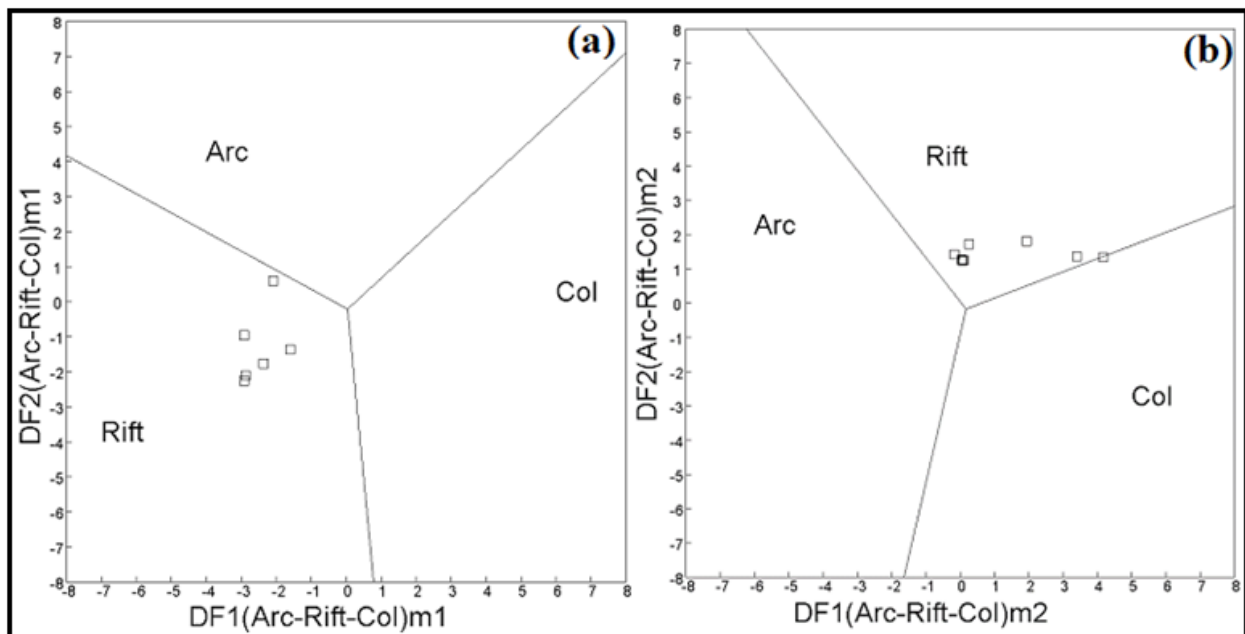 (a)
8
7
6
5
4
3
2
1
0
-1
-2
-3
-4
-5
-6
-7
-8
DF2(Arc-Rift-Col)m1
Arc
Col
Rift
-8 -7 -6 -5 -4 -3 -2 -1 0 1 2 3 4 5 6 7 8
DF1(Arc-Rift-Col)m1
(b)
8
7
6
5
4
3
2
1
0
-1
-2
-3
-4
-5
-6
-7
-8
DF2(Arc-Rift-Col)m2
Rift
Arc
Col
-8 -7 -6 -5 -4 -3 -2 -1 0 1 2 3 4 5 6 7 8
DF1(Arc-Rift-Col)m2